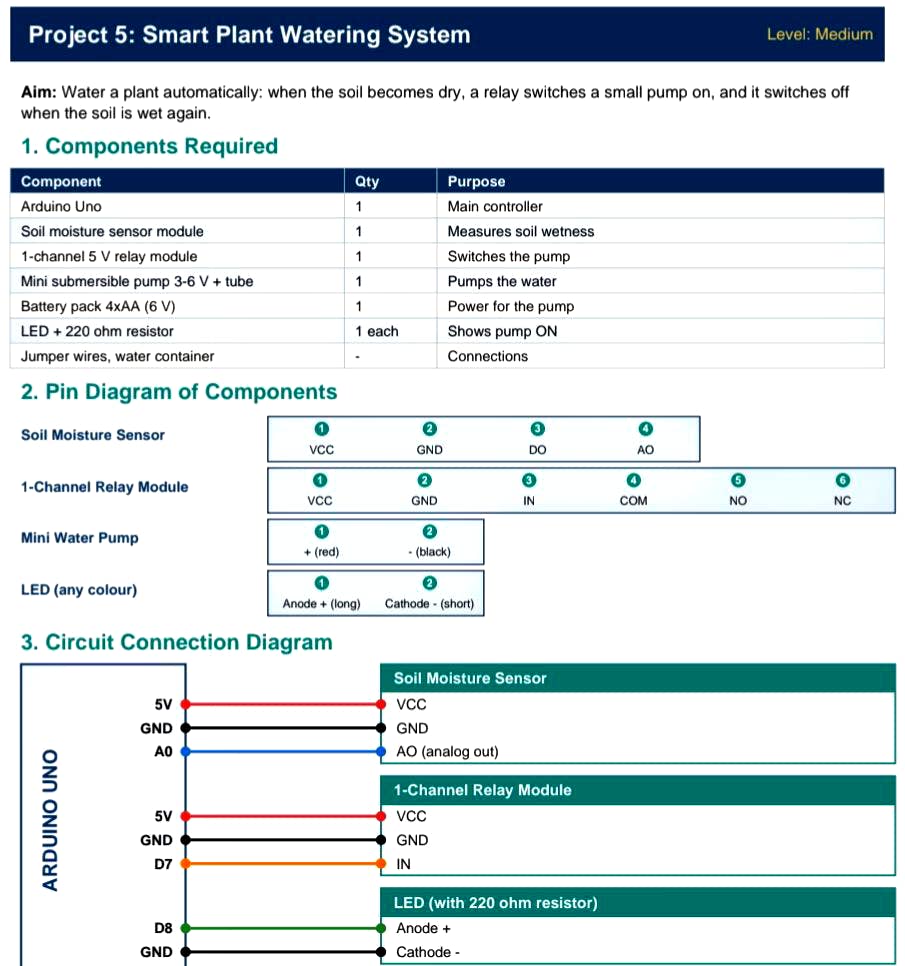 Project 5: Smart Plant Watering System Level: Medium
Aim: Water a plant automatically: when the soil becomes dry, a relay switches a small pump on, and it switches off
when the soil is wet again.
1. Components Required
Component Qty Purpose
Arduino Uno 1 Main controller
Soil moisture sensor module 1 Measures soil wetness
1-channel 5 V relay module 1 Switches the pump
Mini submersible pump 3-6 V + tube 1 Pumps the water
Battery pack 4xAA (6 V) 1 Power for the pump
LED + 220 ohm resistor 1 each Shows pump ON
Jumper wires, water container - Connections
2. Pin Diagram of Components
Soil Moisture Sensor
1 2 3 4
VCC GND DO AO
1-Channel Relay Module
1 2 3 4 5 6
VCC GND IN COM NO NC
Mini Water Pump
1 2
+ (red) - (black)
LED (any colour)
1 2
Anode + (long) Cathode - (short)
3. Circuit Connection Diagram
ARDUINO UNO
Soil Moisture Sensor
5V VCC
GND GND
A0 AO (analog out)
1-Channel Relay Module
5V VCC
GND GND
D7 IN
LED (with 220 ohm resistor)
D8 Anode +
GND Cathode -